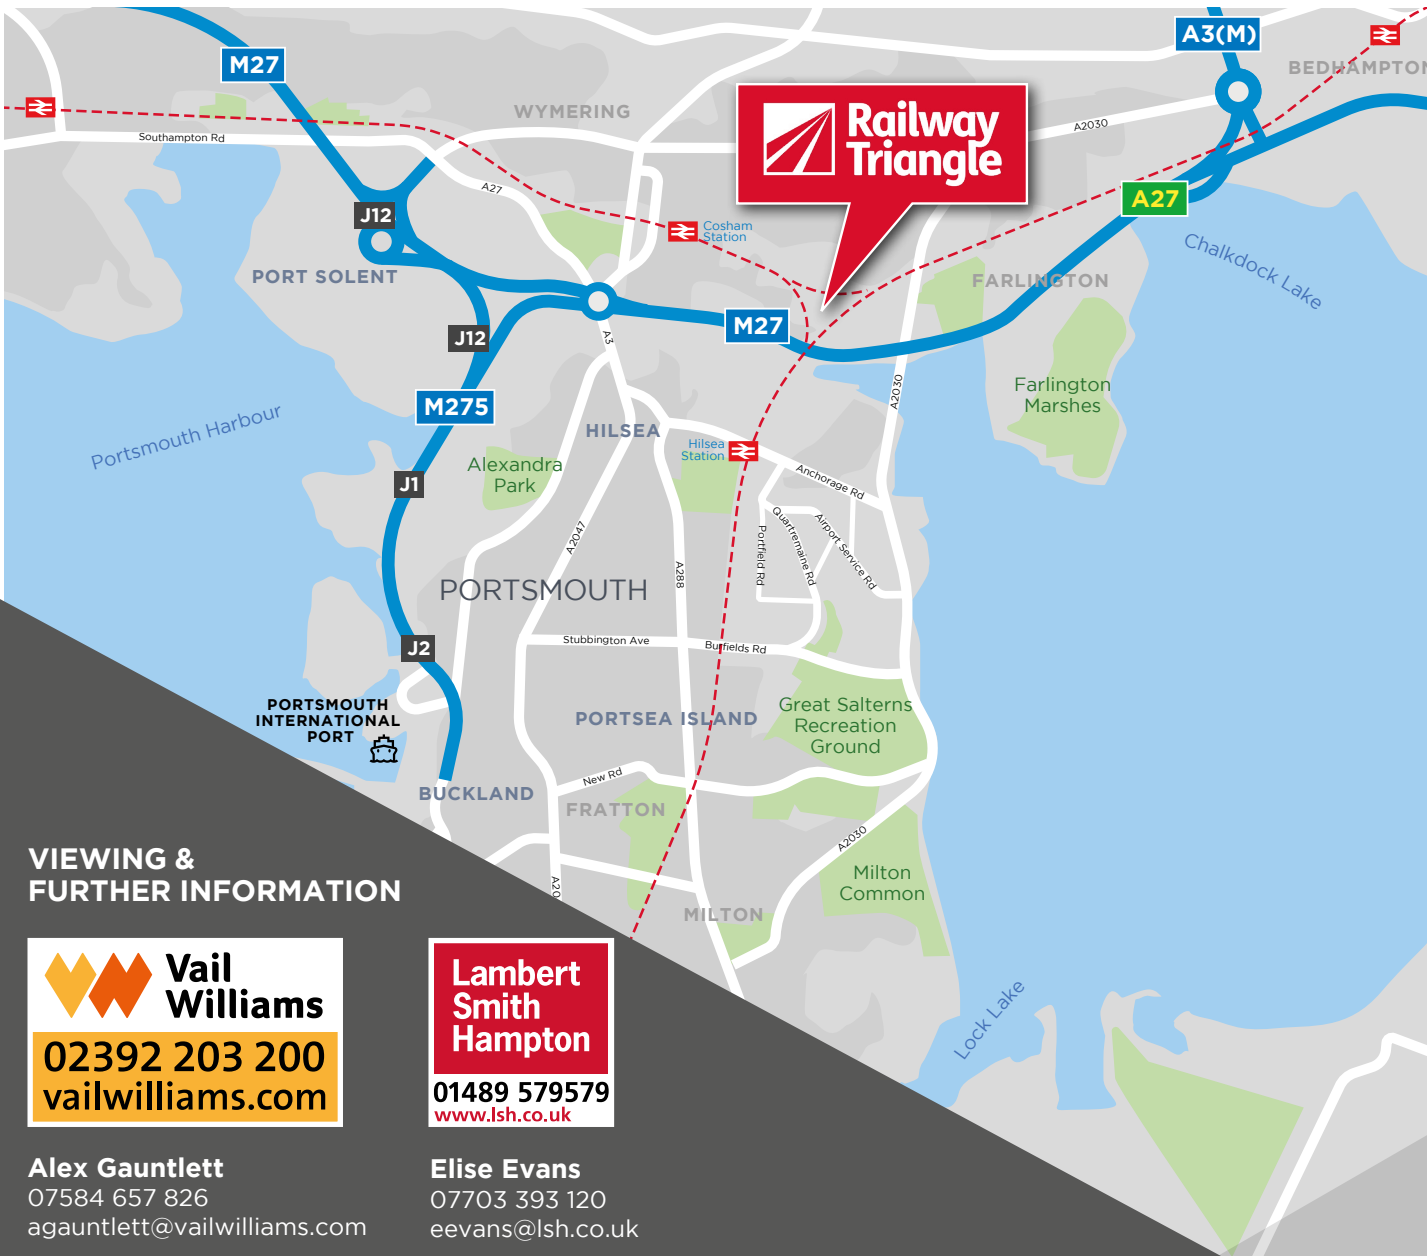 M27
A3(M)
BEDHAMPTON
WYMERING
Railway
Triangle
A2030
Southampton Rd
A27
A27
J12
Cosham
Station
Chalkdock Lake
PORT SOLENT
FARLINGTON
M27
J12
A3
A2030
Farlington
Marshes
M275
Portsmouth Harbour
HILSEA
Hilsea
Station
Alexandra
Park
Anchorage Rd
J1
Quartremaine Rd
Airport Service Rd
Portfield Rd
A2047
A288
PORTSMOUTH
Stubbington Ave
Burfields Rd
J2
PORTSMOUTH
INTERNATIONAL
PORT
PORTSEA ISLAND
Great Salterns
Recreation
Ground
New Rd
BUCKLAND
FRATTON
A2030
Milton
Common
A20
MILTON
Lock Lake
VIEWING &
FURTHER INFORMATION
Vail
Williams
02392 203 200
vailwilliams.com
Alex Gauntlett
07584 657 826
agauntlett@vailwilliams.com
Lambert
Smith
Hampton
01489 579579
www.lsh.co.uk
Elise Evans
07703 393 120
eevans@lsh.co.uk